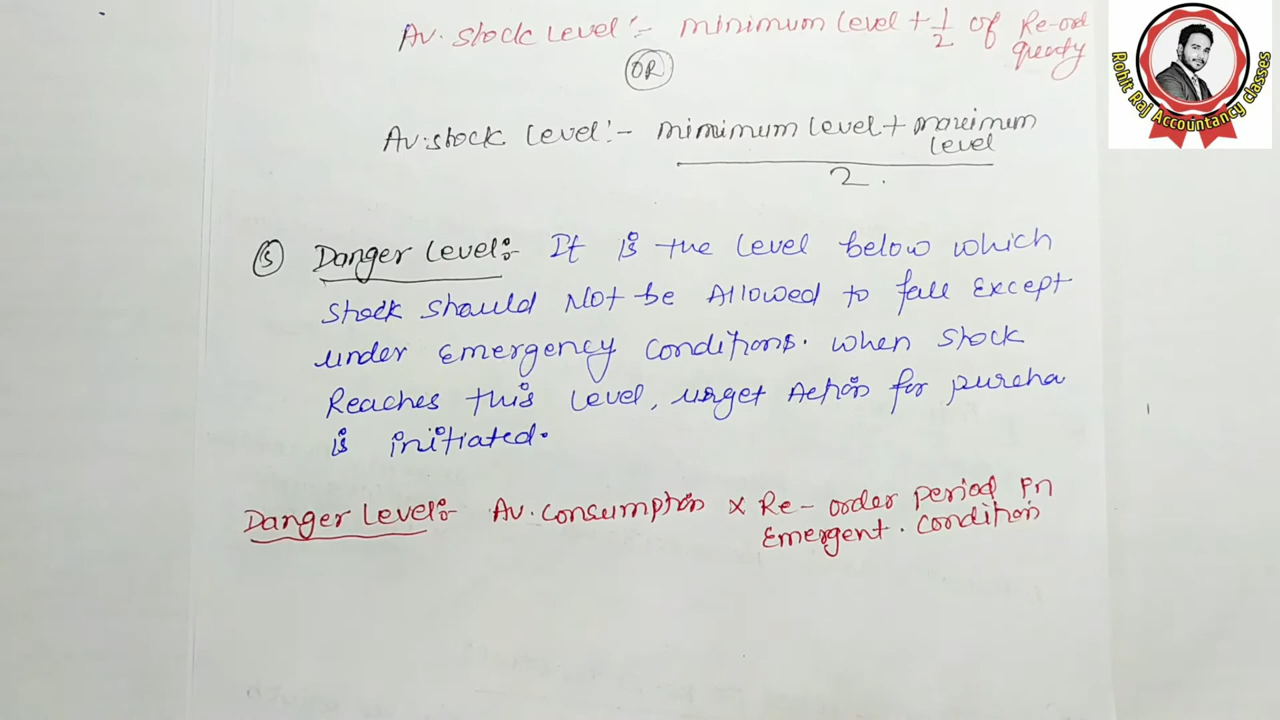 Av. stock Level :- minimum level + 1/2 of Re-ord
OR
Av. stock Level :- minimum level + maximum level
2.
5 Danger Level :- It is the Level below which
stock should Not be Allowed to fall Except
under Emergency conditions. when stock
Reaches this Level, urget Action for purcha
is initiated.
Danger Level :- Av. consumption × Re-order period in
Emergent. condition
Rohit Raj Accountancy classes